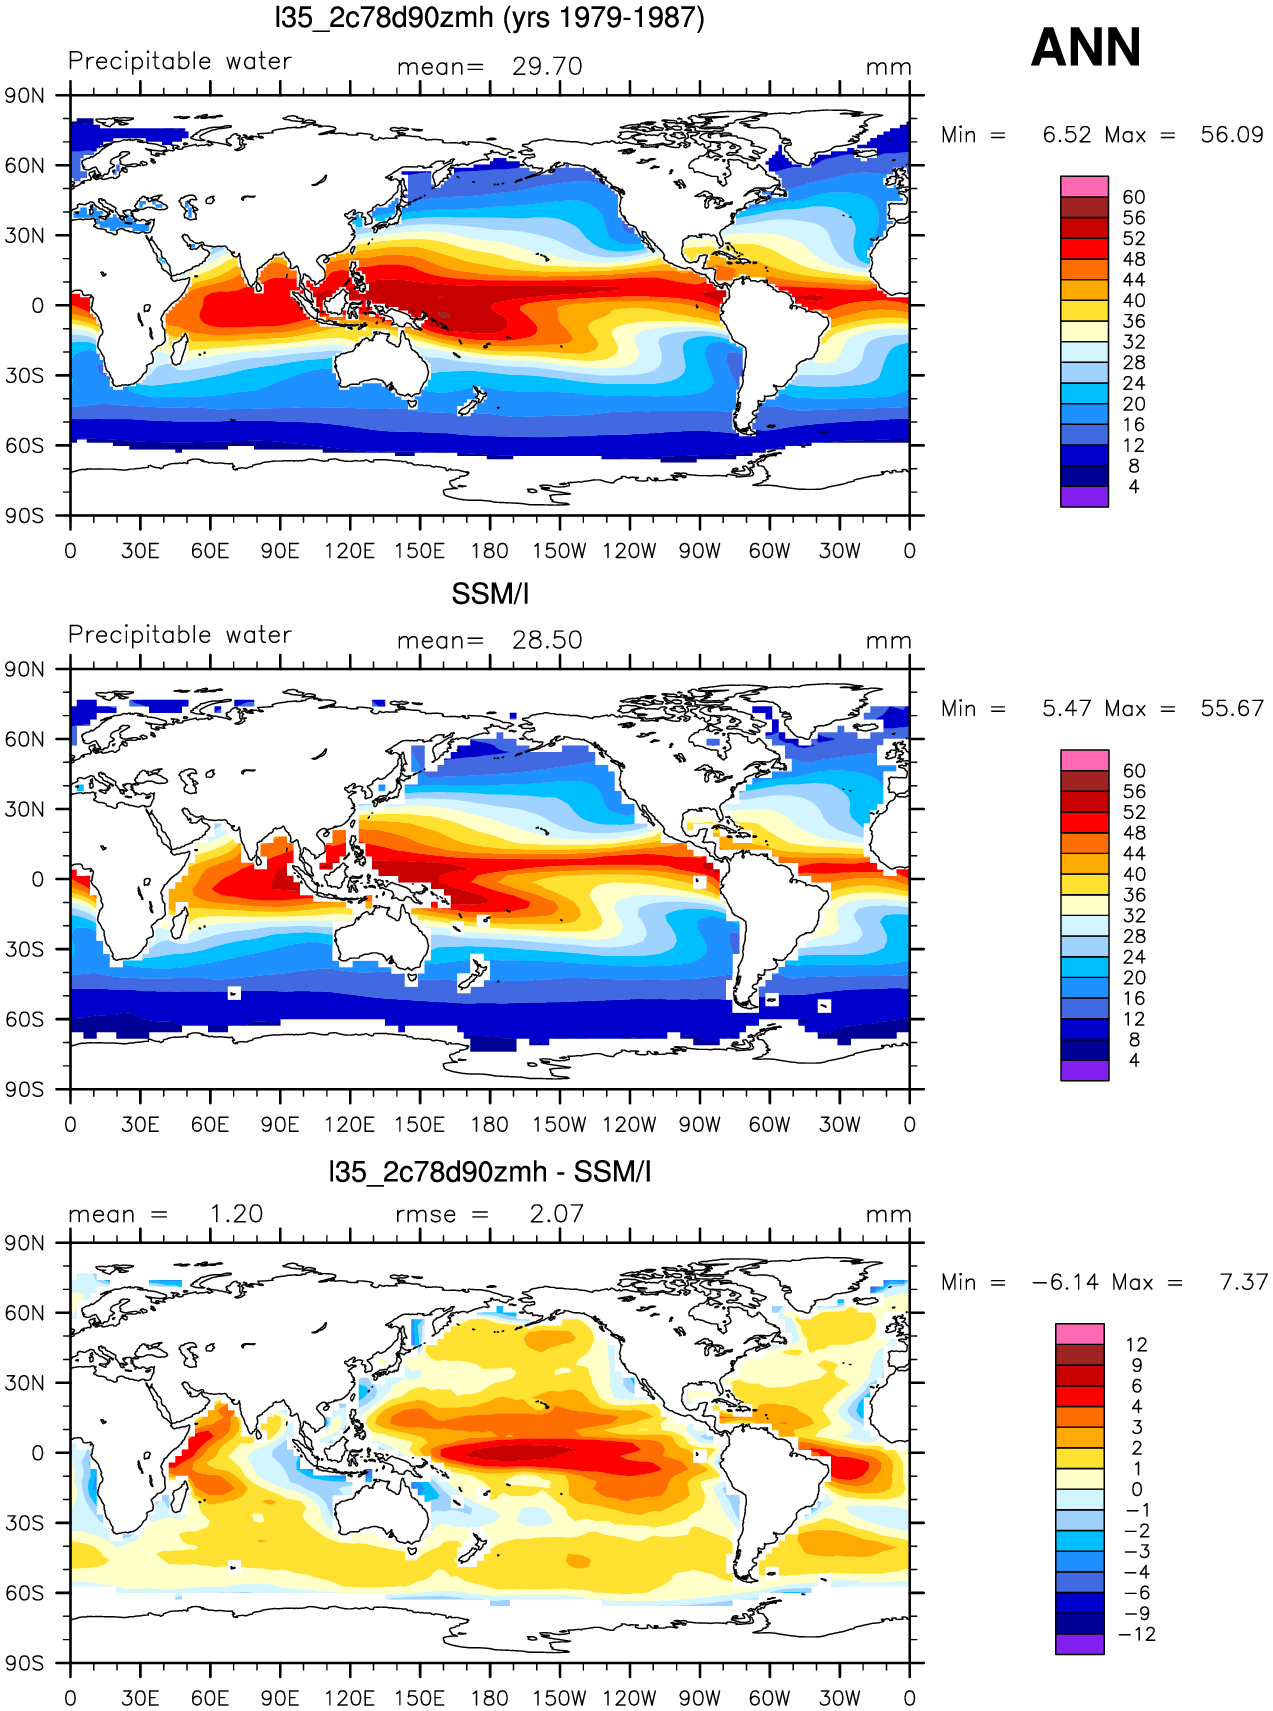 l35_2c78d90zmh (yrs 1979-1987)
ANN
Precipitable water mean= 29.70 mm
Min = 6.52 Max = 56.09
90N
60N
30N
0
30S
60S
90S
0 30E 60E 90E 120E 150E 180 150W 120W 90W 60W 30W 0
60
56
52
48
44
40
36
32
28
24
20
16
12
8
4
SSM/I
Precipitable water mean= 28.50 mm
Min = 5.47 Max = 55.67
90N
60N
30N
0
30S
60S
90S
0 30E 60E 90E 120E 150E 180 150W 120W 90W 60W 30W 0
60
56
52
48
44
40
36
32
28
24
20
16
12
8
4
l35_2c78d90zmh - SSM/I
mean = 1.20 rmse = 2.07 mm
Min = −6.14 Max = 7.37
90N
60N
30N
0
30S
60S
90S
0 30E 60E 90E 120E 150E 180 150W 120W 90W 60W 30W 0
12
9
6
4
3
2
1
0
−1
−2
−3
−4
−6
−9
−12